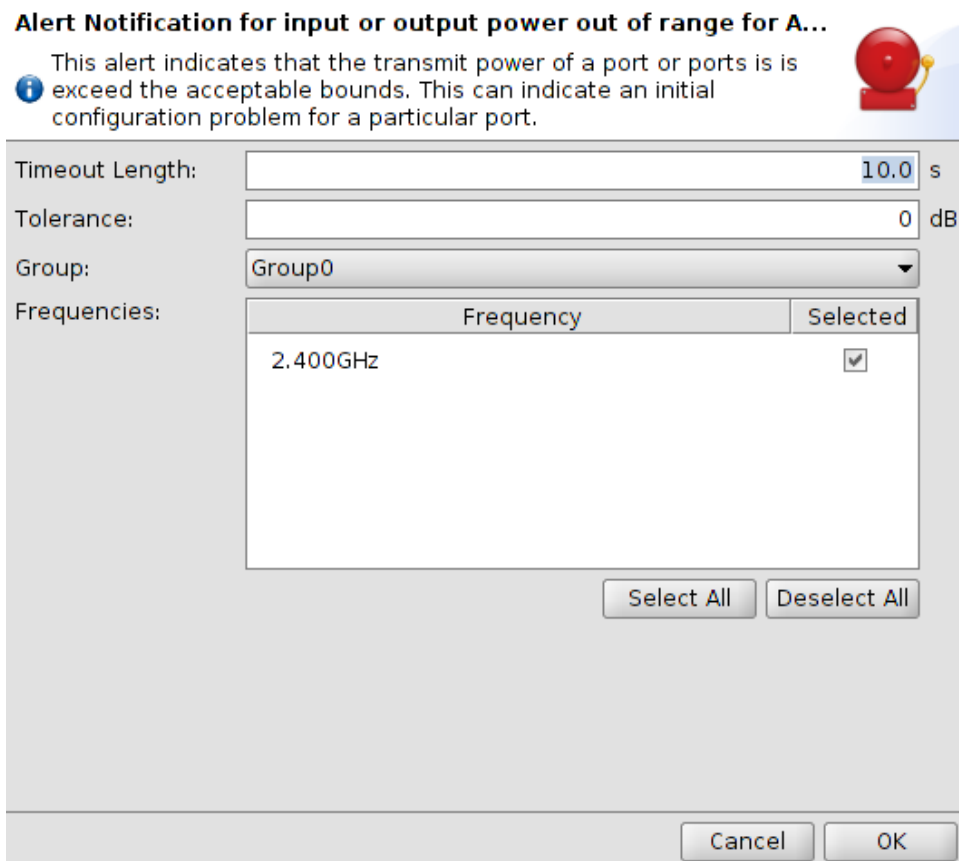 Alert Notification for input or output power out of range for A...
This alert indicates that the transmit power of a port or ports is is
exceed the acceptable bounds. This can indicate an initial
configuration problem for a particular port.
Timeout Length: 10.0 s
Tolerance: 0 dB
Group: Group0
Frequencies: Frequency Selected
2.400GHz
Select All Deselect All
Cancel OK